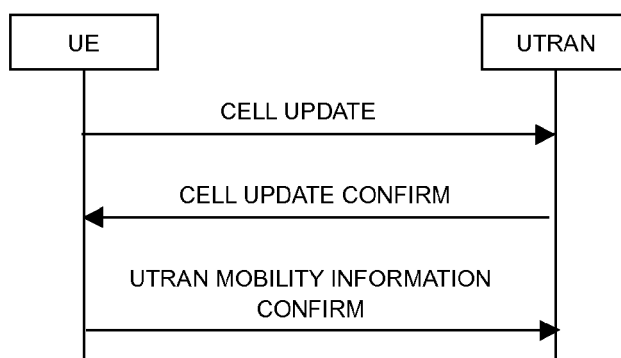 UE
UTRAN
CELL UPDATE
CELL UPDATE CONFIRM
UTRAN MOBILITY INFORMATION
CONFIRM